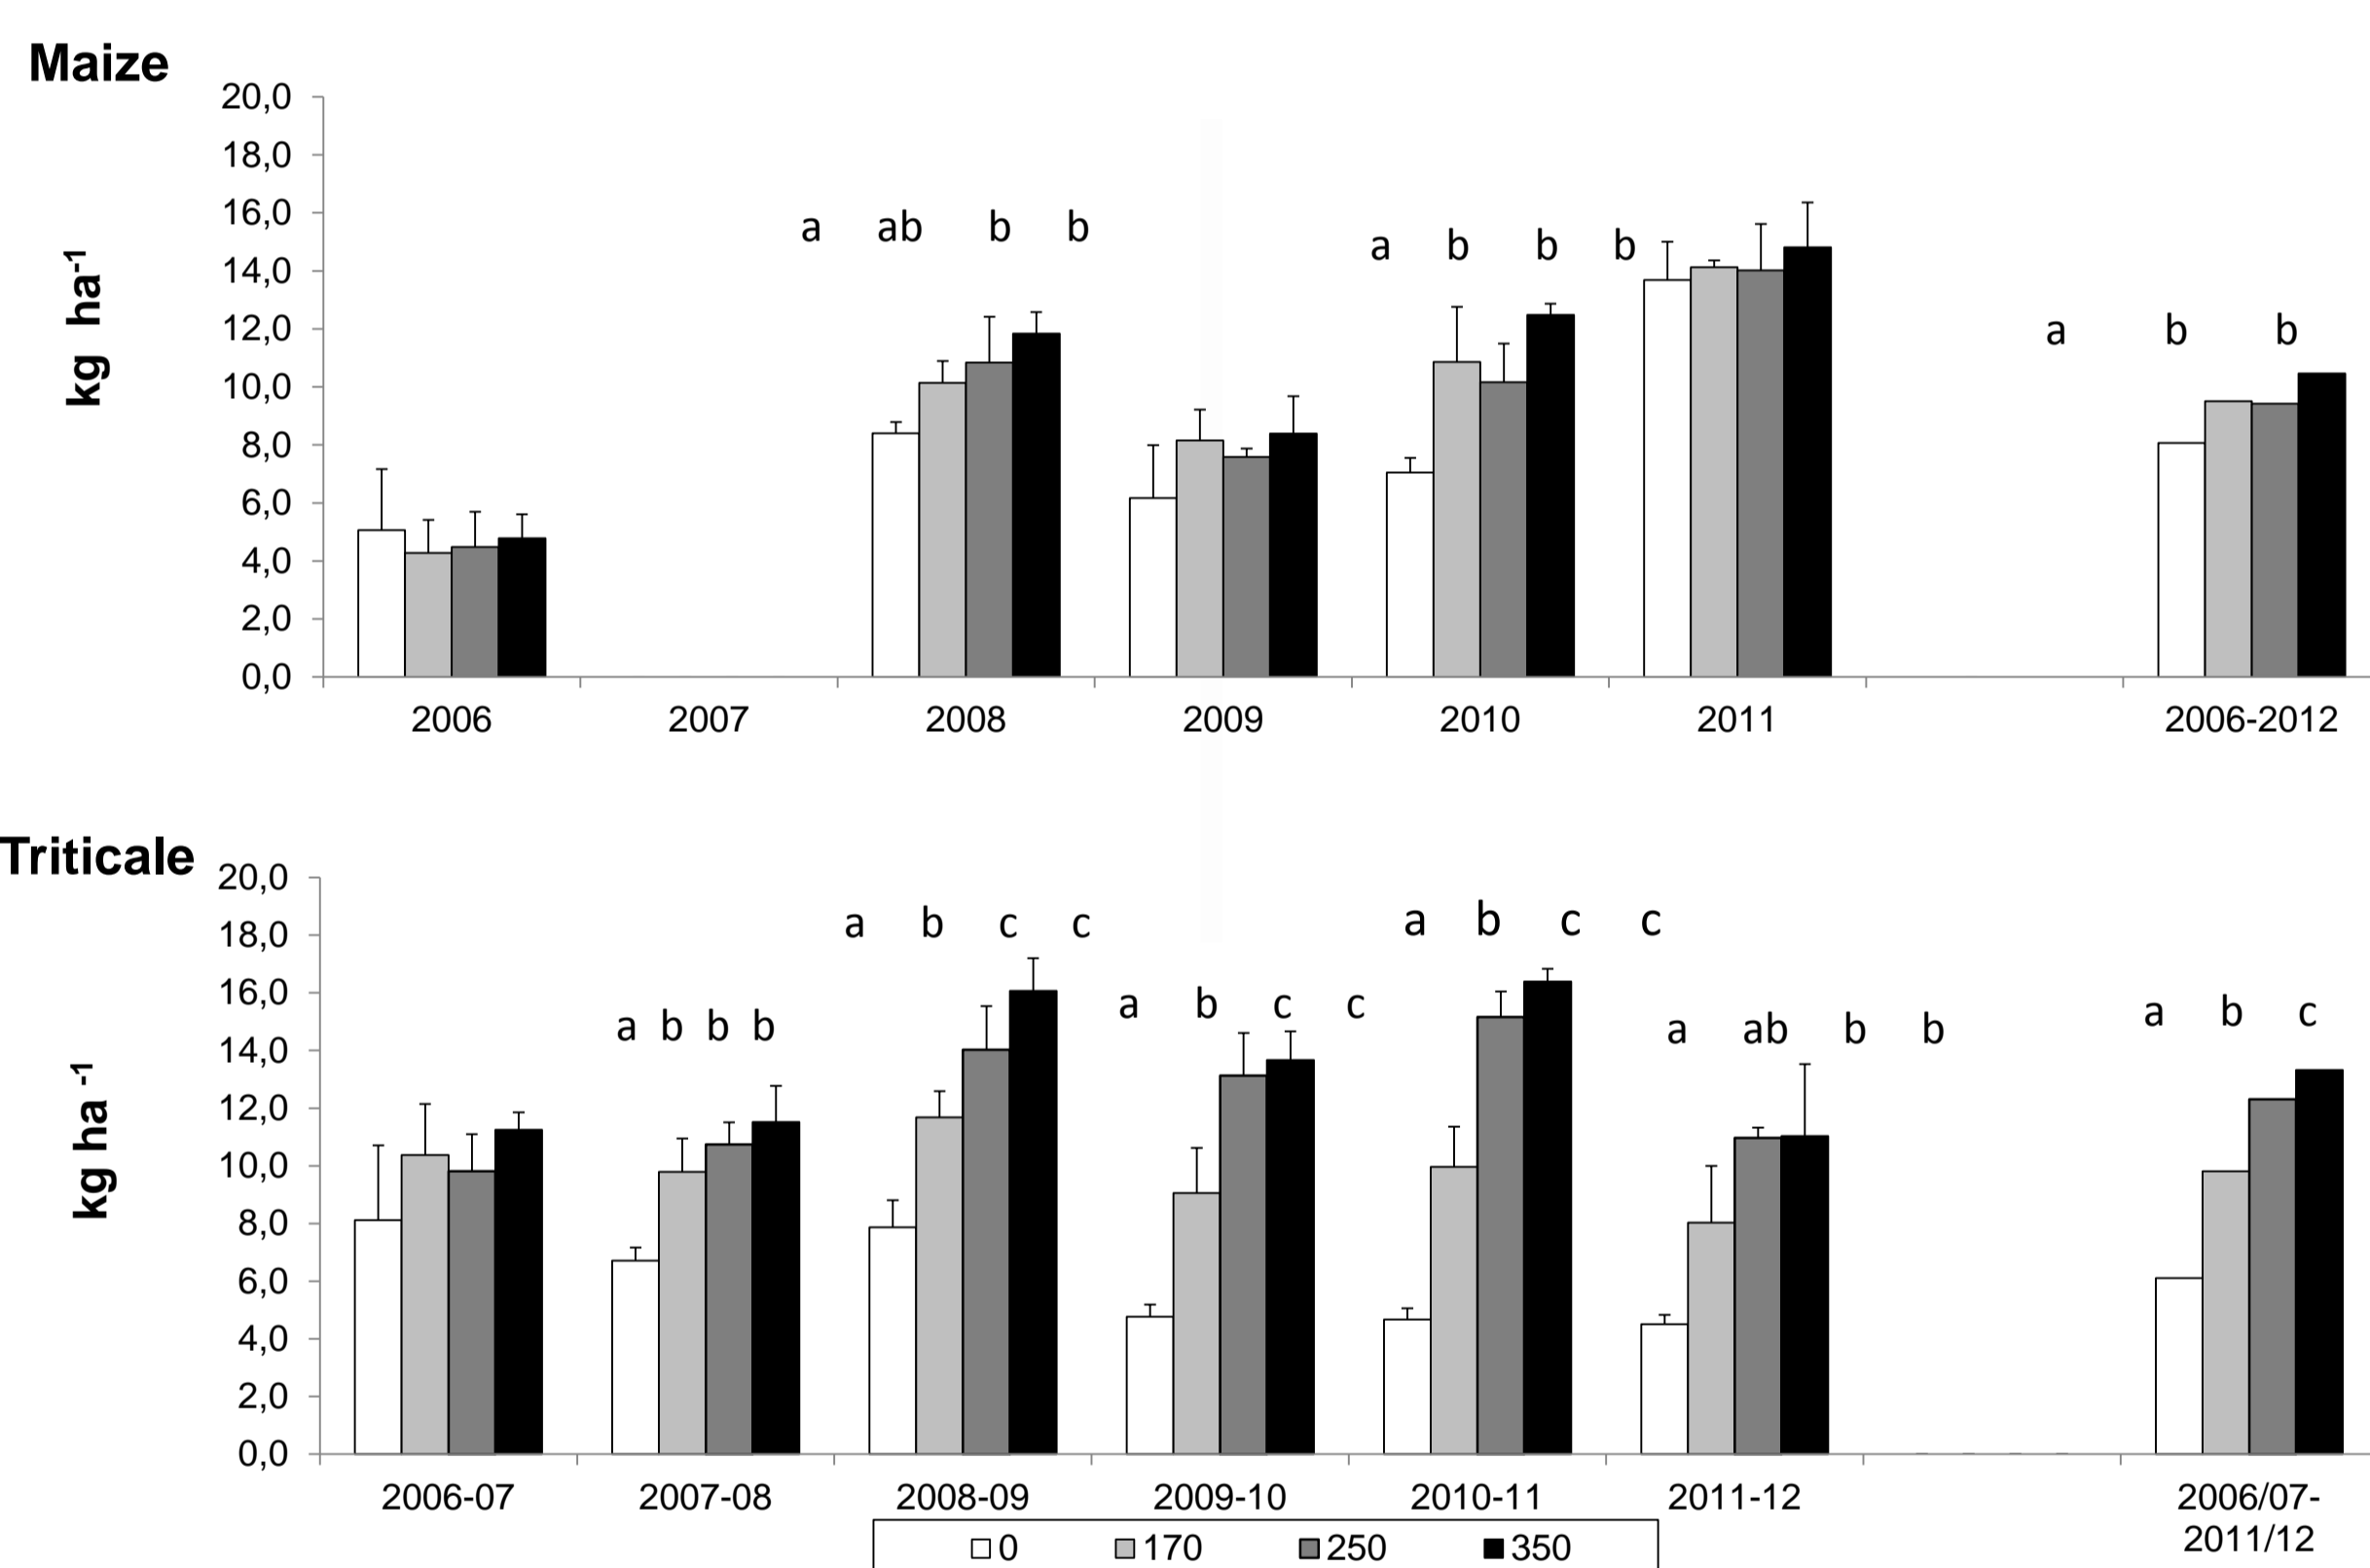 Maize
kg ha-1
20,0
18,0
16,0
14,0
12,0
10,0
8,0
6,0
4,0
2,0
0,0
a ab b b
a b b b
a b b
2006 2007 2008 2009 2010 2011 2006-2012
Triticale
kg ha -1
20,0
18,0
16,0
14,0
12,0
10,0
8,0
6,0
4,0
2,0
0,0
a b b b
a b c c
a b c c
a b c c
a ab b b
a b c
2006-07 2007-08 2008-09 2009-10 2010-11 2011-12 2006/07-
2011/12
0 170 250 350